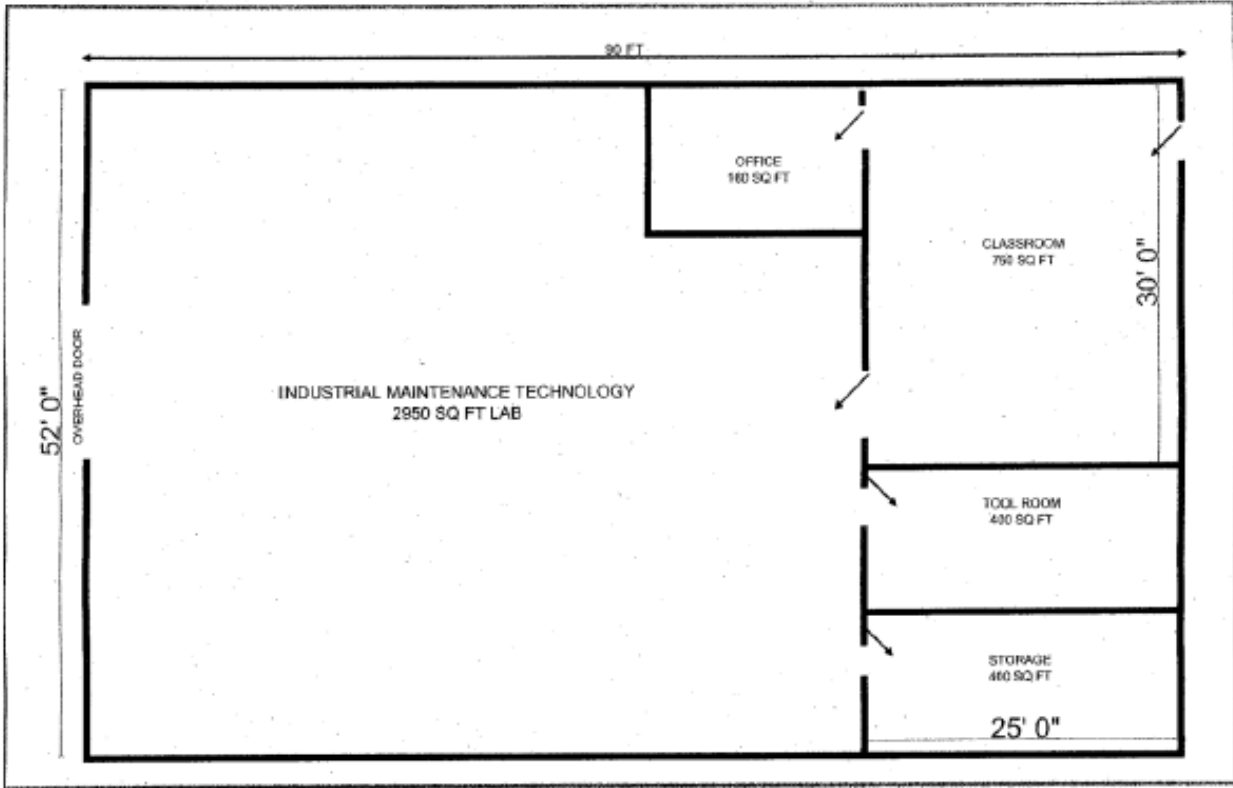 90 FT
OFFICE
160 SQ FT
CLASSROOM
750 SQ FT
30' 0"
OVERHEAD DOOR
52' 0"
INDUSTRIAL MAINTENANCE TECHNOLOGY
2950 SQ FT LAB
TOOL ROOM
400 SQ FT
STORAGE
400 SQ FT
25' 0"